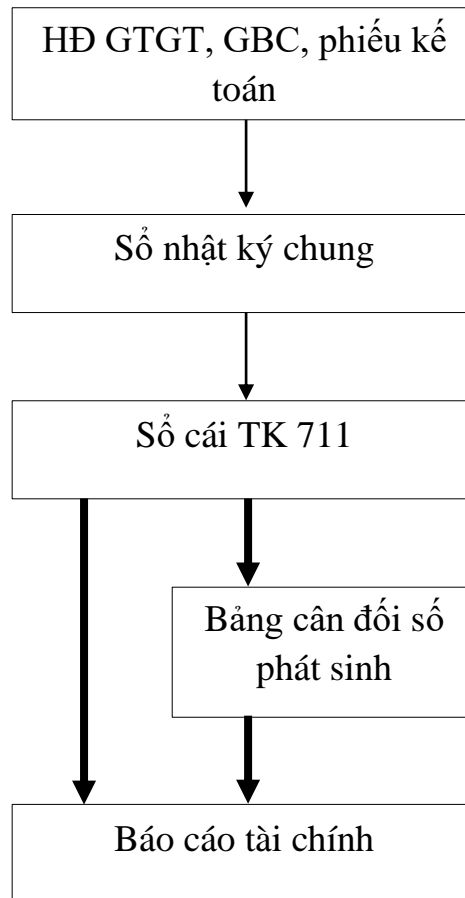 HĐ GTGT, GBC, phiếu kế
toán
Sổ nhật ký chung
Sổ cái TK 711
Bảng cân đối số
phát sinh
Báo cáo tài chính